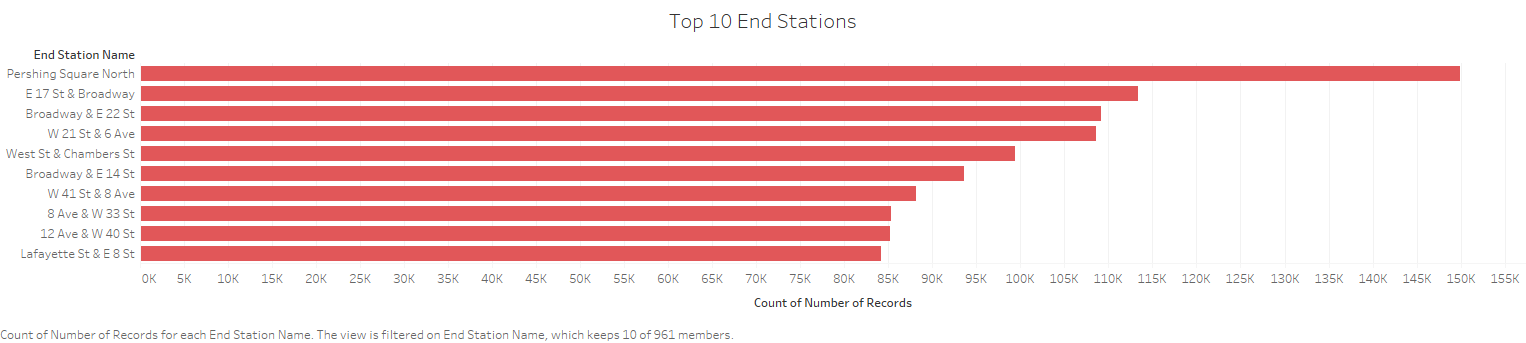 Top 10 End Stations
End Station Name
Pershing Square North
E 17 St & Broadway
Broadway & E 22 St
W 21 St & 6 Ave
West St & Chambers St
Broadway & E 14 St
W 41 St & 8 Ave
8 Ave & W 33 St
12 Ave & W 40 St
Lafayette St & E 8 St
0K 5K 10K 15K 20K 25K 30K 35K 40K 45K 50K 55K 60K 65K 70K 75K 80K 85K 90K 95K 100K 105K 110K 115K 120K 125K 130K 135K 140K 145K 150K 155K
Count of Number of Records
Count of Number of Records for each End Station Name. The view is filtered on End Station Name, which keeps 10 of 961 members.